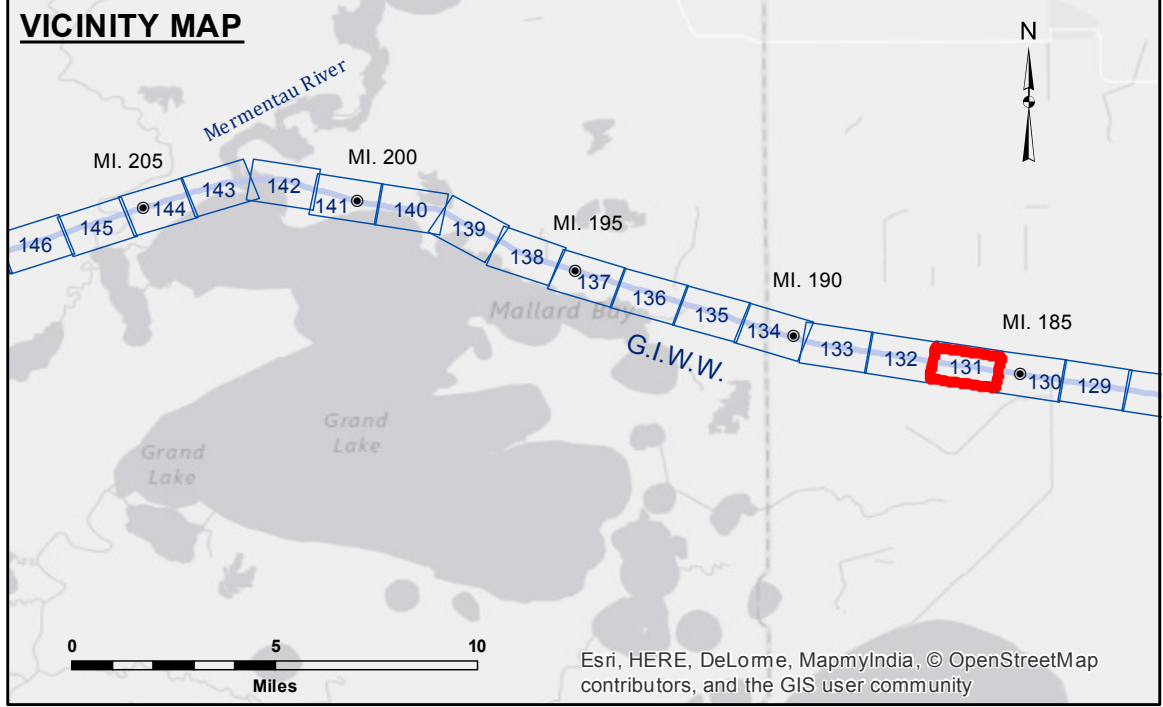 VICINITY MAP
N
Mermentau River
MI. 205
MI. 200
MI. 195
MI. 190
MI. 185
146
145
144
143
142
141
140
139
138
137
136
135
134
133
132
131
130
129
Mallard Bay
G.I.W.W.
Grand
Lake
Grand
Lake
0
5
10
Miles
Esri, HERE, DeLorme, MapmyIndia, © OpenStreetMap
contributors, and the GIS user community